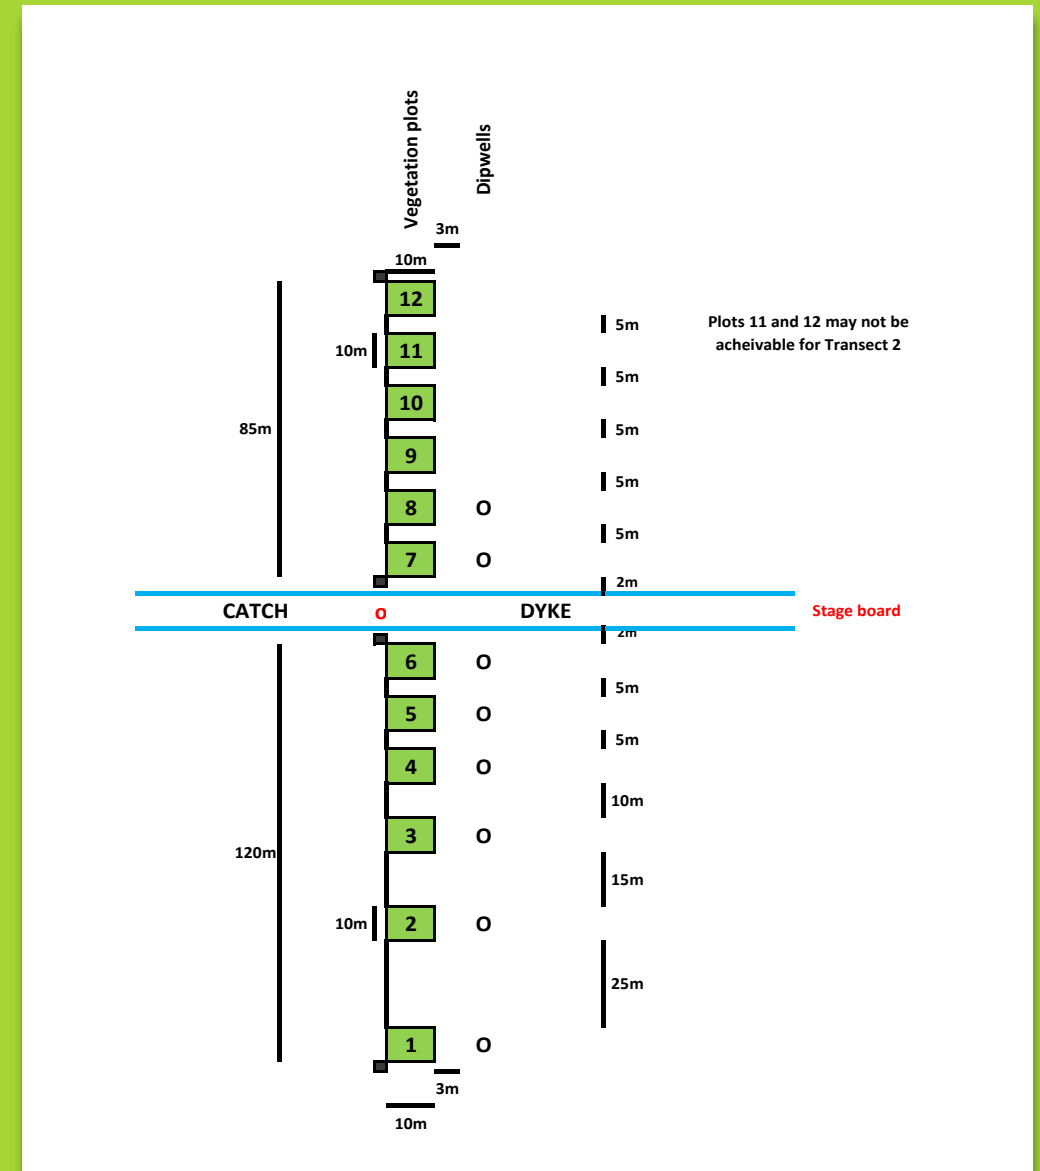 Vegetation plots
Dipwells
3m
10m
12
5m
Plots 11 and 12 may not be
acheivable for Transect 2
10m
11
5m
10
85m
5m
9
5m
8
O
5m
7
O
2m
CATCH
O
DYKE
Stage board
2m
6
O
5m
5
O
5m
4
O
10m
3
O
120m
15m
10m
2
O
25m
1
O
3m
10m